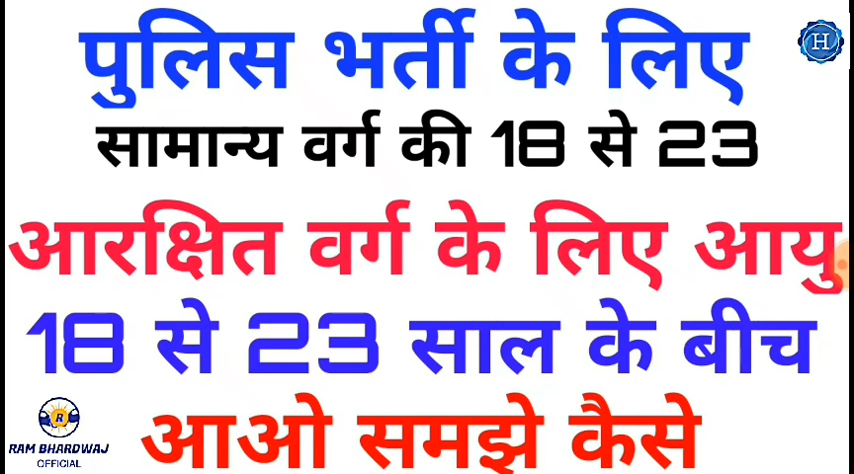 पुलिस भर्ती के लिए
H
सामान्य वर्ग की 18 से 23
आरक्षित वर्ग के लिए आयु
18 से 23 साल के बीच
आओ समझे कैसे
R
RAM BHARDWAJ
OFFICIAL